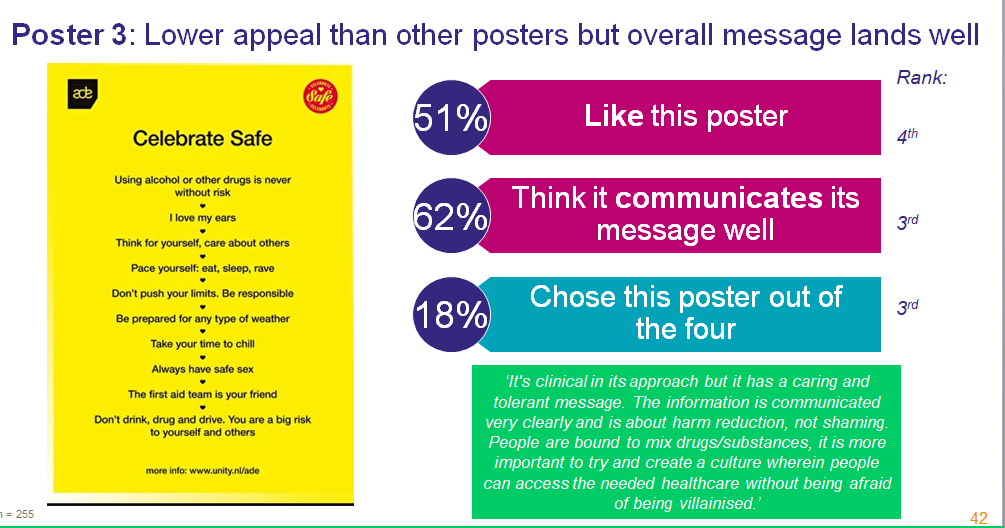 Poster 3: Lower appeal than other posters but overall message lands well
ade
CELEBRATE
Safe
CELEBRATE
Celebrate Safe
Using alcohol or other drugs is never
without risk
I love my ears
Think for yourself, care about others
Pace yourself: eat, sleep, rave
Don't push your limits. Be responsible
Be prepared for any type of weather
Take your time to chill
Always have safe sex
The first aid team is your friend
Don't drink, drug and drive. You are a big risk
to yourself and others
more info: www.unity.nl/ade
Rank:
51%
Like this poster
4th
62%
Think it communicates its
message well
3rd
18%
Chose this poster out of
the four
3rd
'It's clinical in its approach but it has a caring and
tolerant message. The information is communicated
very clearly and is about harm reduction, not shaming.
People are bound to mix drugs/substances, it is more
important to try and create a culture wherein people
can access the needed healthcare without being afraid
of being villainised.'
n = 255
42